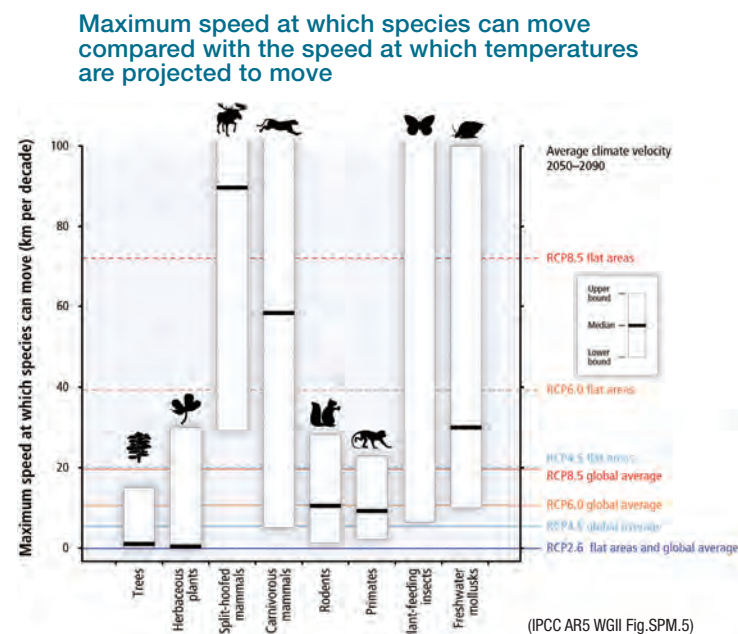 Maximum speed at which species can move
compared with the speed at which temperatures
are projected to move
Maximum speed at which species can move (km per decade)
100
80
60
40
20
0
Average climate velocity
2050–2090
RCP8.5 flat areas
Upper
bound
Median
Lower
bound
RCP6.0 flat areas
RCP4.5 flat areas
RCP8.5 global average
RCP6.0 global average
RCP4.5 global average
RCP2.6 flat areas and global average
Trees
Herbaceous
plants
Split-hoofed
mammals
Carnivorous
mammals
Rodents
Primates
lant-feeding
insects
Freshwater
mollusks
(IPCC AR5 WGII Fig.SPM.5)